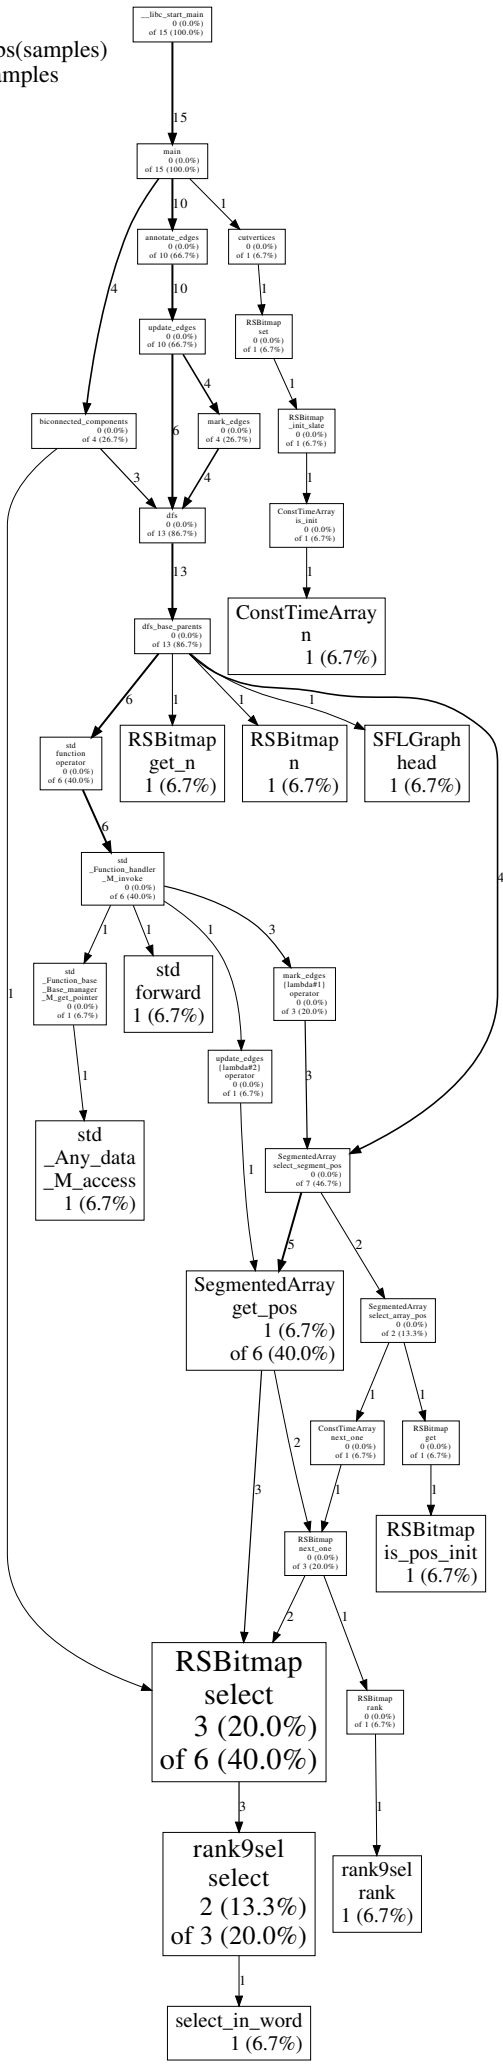 __libc_start_main
0 (0.0%)
of 15 (100.0%)
os(samples)
mples
15
main
0 (0.0%)
of 15 (100.0%)
10
1
annotate_edges
0 (0.0%)
of 10 (66.7%)
cutvertices
0 (0.0%)
of 1 (6.7%)
4
10
1
update_edges
0 (0.0%)
of 10 (66.7%)
RSBitmap
set
0 (0.0%)
of 1 (6.7%)
4
1
biconnected_components
0 (0.0%)
of 4 (26.7%)
6
mark_edges
0 (0.0%)
of 4 (26.7%)
RSBitmap
_init_slate
0 (0.0%)
of 1 (6.7%)
3
4
1
dfs
0 (0.0%)
of 13 (86.7%)
ConstTimeArray
is_init
0 (0.0%)
of 1 (6.7%)
13
1
dfs_base_parents
0 (0.0%)
of 13 (86.7%)
ConstTimeArray
n
1 (6.7%)
6
1
1
1
std
function
operator
0 (0.0%)
of 6 (40.0%)
RSBitmap
get_n
1 (6.7%)
RSBitmap
n
1 (6.7%)
SFLGraph
head
1 (6.7%)
6
4
std
_Function_handler
_M_invoke
0 (0.0%)
of 6 (40.0%)
1
1
1
3
1
std
_Function_base
_Base_manager
_M_get_pointer
0 (0.0%)
of 1 (6.7%)
std
forward
1 (6.7%)
mark_edges
{lambda#1}
operator
0 (0.0%)
of 3 (20.0%)
update_edges
{lambda#2}
operator
0 (0.0%)
of 1 (6.7%)
1
3
std
_Any_data
_M_access
1 (6.7%)
1
SegmentedArray
select_segment_pos
0 (0.0%)
of 7 (46.7%)
5
2
SegmentedArray
get_pos
1 (6.7%)
of 6 (40.0%)
SegmentedArray
select_array_pos
0 (0.0%)
of 2 (13.3%)
1
1
2
ConstTimeArray
next_one
0 (0.0%)
of 1 (6.7%)
RSBitmap
get
0 (0.0%)
of 1 (6.7%)
3
1
1
RSBitmap
next_one
0 (0.0%)
of 3 (20.0%)
RSBitmap
is_pos_init
1 (6.7%)
2
1
RSBitmap
select
3 (20.0%)
of 6 (40.0%)
RSBitmap
rank
0 (0.0%)
of 1 (6.7%)
3
1
rank9sel
select
2 (13.3%)
of 3 (20.0%)
rank9sel
rank
1 (6.7%)
1
select_in_word
1 (6.7%)